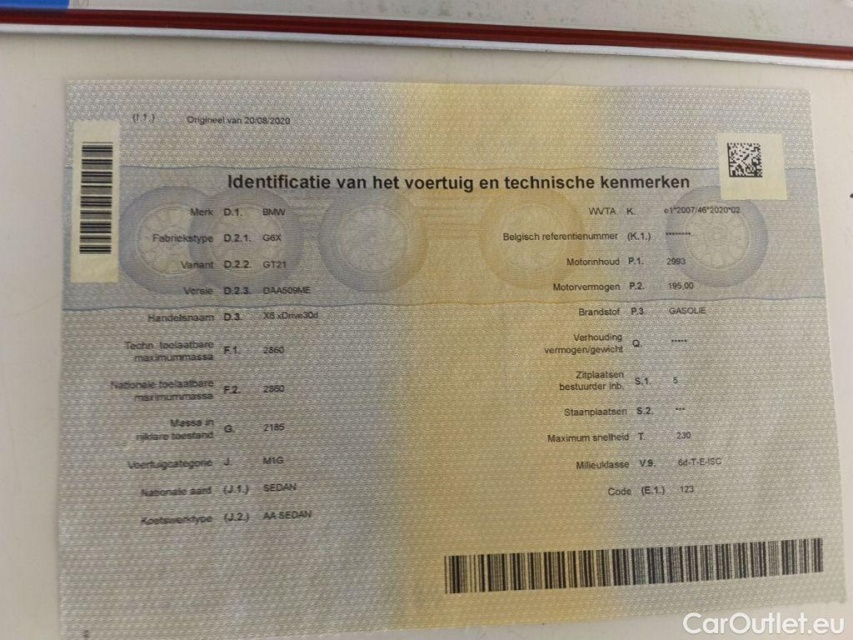 (I.1.) Origineel van 20/08/2020
Identificatie van het voertuig en technische kenmerken
Merk D.1. BMW
Fabriekstype D.2.1. G6X
Variant D.2.2. GT21
Versie D.2.3. DAA509ME
Handelsnaam D.3. X6 xDrive30d
Techn. toelaatbare
maximummassa F.1. 2860
Nationale toelaatbare
maximummassa F.2. 2860
Massa in
rijklare toestand G. 2185
Voertuigcategorie J. M1G
Nationale aard (J.1.) SEDAN
Koetswerktype (J.2.) AA SEDAN
WVTA K. e1*2007/46*2020*02
Belgisch referentienummer (K.1.) ********
Motorinhoud P.1. 2993
Motorvermogen P.2. 195,00
Brandstof P.3. GASOLIE
Verhouding
vermogen/gewicht Q. *****
Zitplaatsen
bestuurder inb. S.1. 5
Staanplaatsen S.2. ***
Maximum snelheid T. 230
Milieuklasse V.9. 6d-T-E-ISC
Code (E.1.) 123
CarOutlet.eu